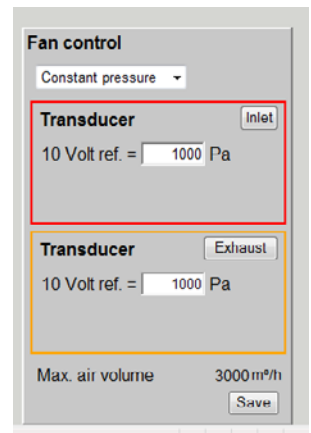 Fan control
Constant pressure
Transducer Inlet
10 Volt ref. = 1000 Pa
Transducer Exhaust
10 Volt ref. = 1000 Pa
Max. air volume 3000 m³/h
Save